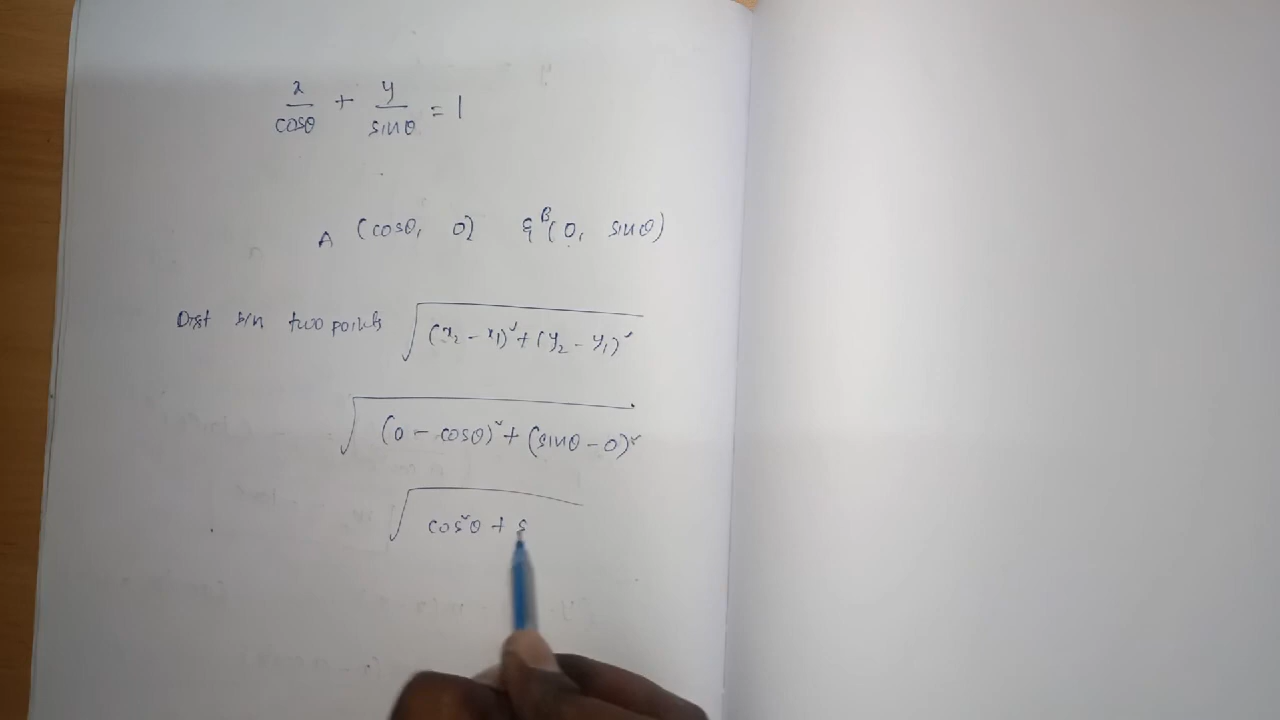 x/cosθ + y/sinθ = 1
A (cosθ, 0) & B(0, sinθ)
Dist b/n two points √((x₂ - x₁)² + (y₂ - y₁)²)
√((0 - cosθ)² + (sinθ - 0)²)
√(cos²θ + s